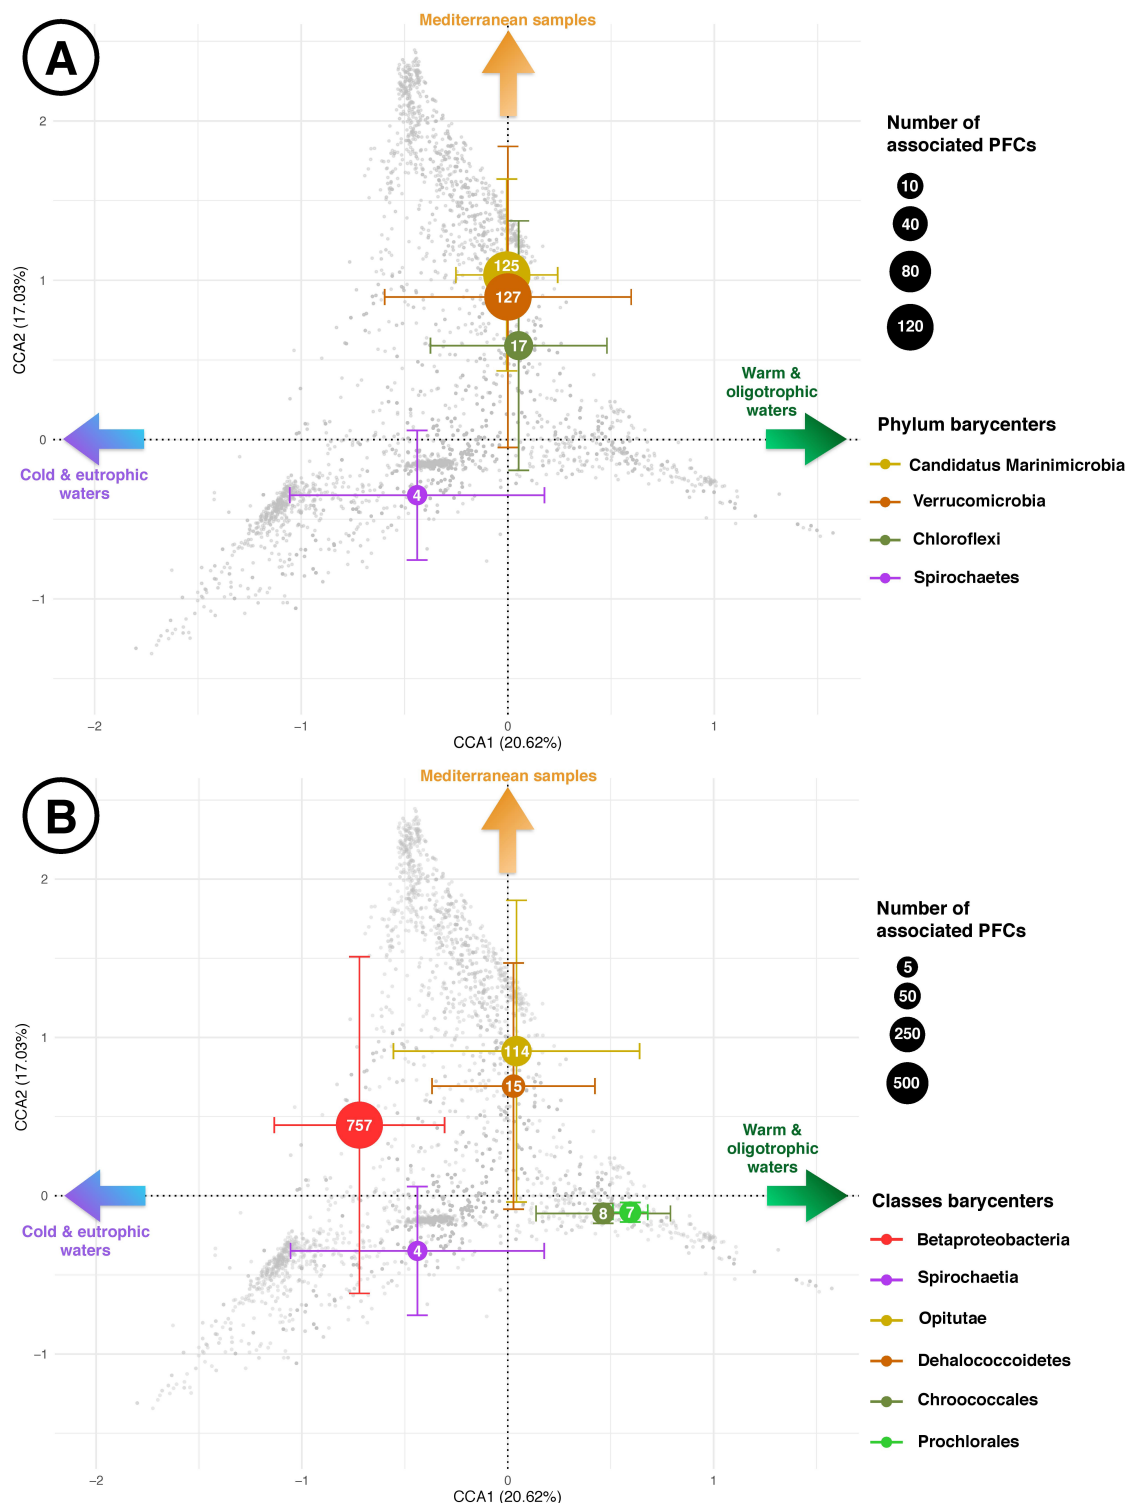 A
Mediterranean samples
2
1
0
−1
CCA2 (17.03%)
125
127
17
4
Cold & eutrophic
waters
Warm &
oligotrophic
waters
−2
−1
0
1
CCA1 (20.62%)
Number of
associated PFCs
10
40
80
120
Phylum barycenters
Candidatus Marinimicrobia
Verrucomicrobia
Chloroflexi
Spirochaetes
B
Mediterranean samples
2
1
0
−1
CCA2 (17.03%)
114
15
757
8
7
4
Cold & eutrophic
waters
Warm &
oligotrophic
waters
−2
−1
0
1
CCA1 (20.62%)
Number of
associated PFCs
5
50
250
500
Classes barycenters
Betaproteobacteria
Spirochaetia
Opitutae
Dehalococcoidetes
Chroococcales
Prochlorales